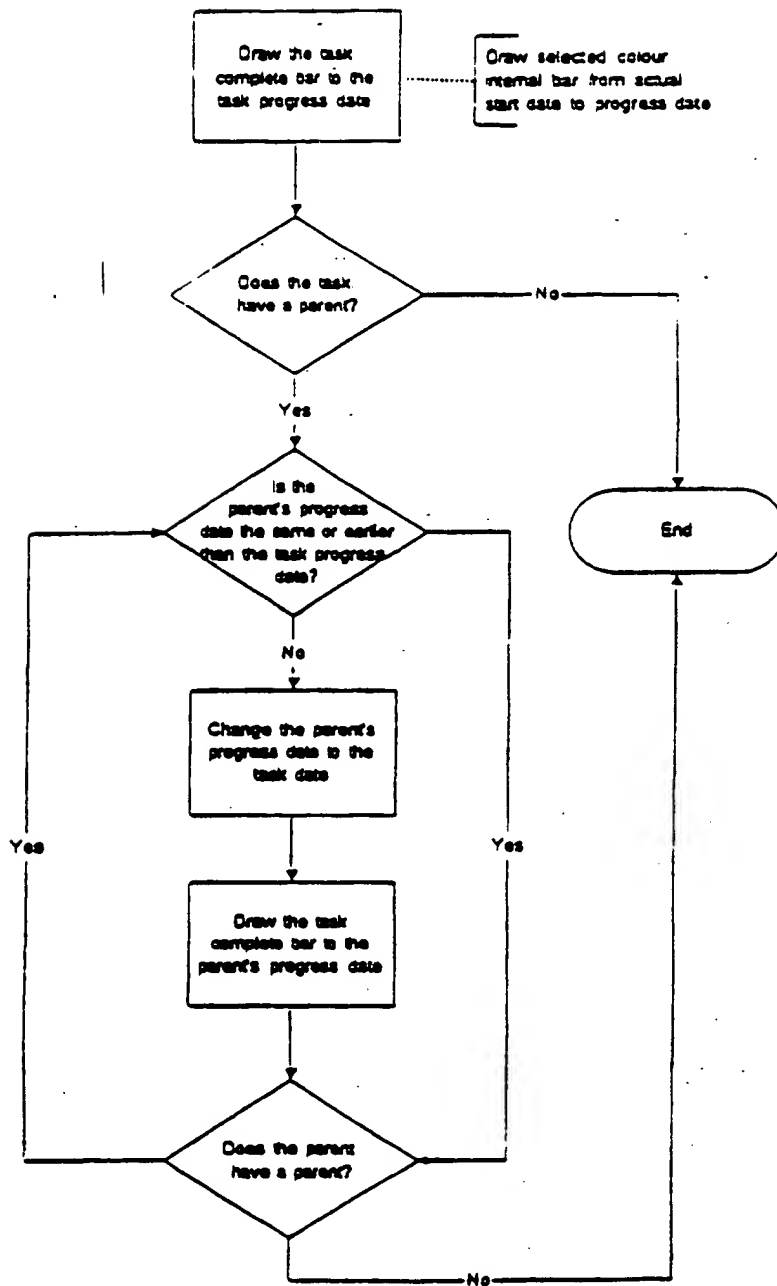 Draw the task
complete bar to the
task progress date
Draw selected colour
internal bar from actual
start date to progress date
Does the task
have a parent?
No
Yes
Is the
parent's progress
date the same or earlier
than the task progress
date?
End
No
Change the parent's
progress date to the
task date
Yes
Yes
Draw the task
complete bar to the
parent's progress date
Does the parent
have a parent?
No